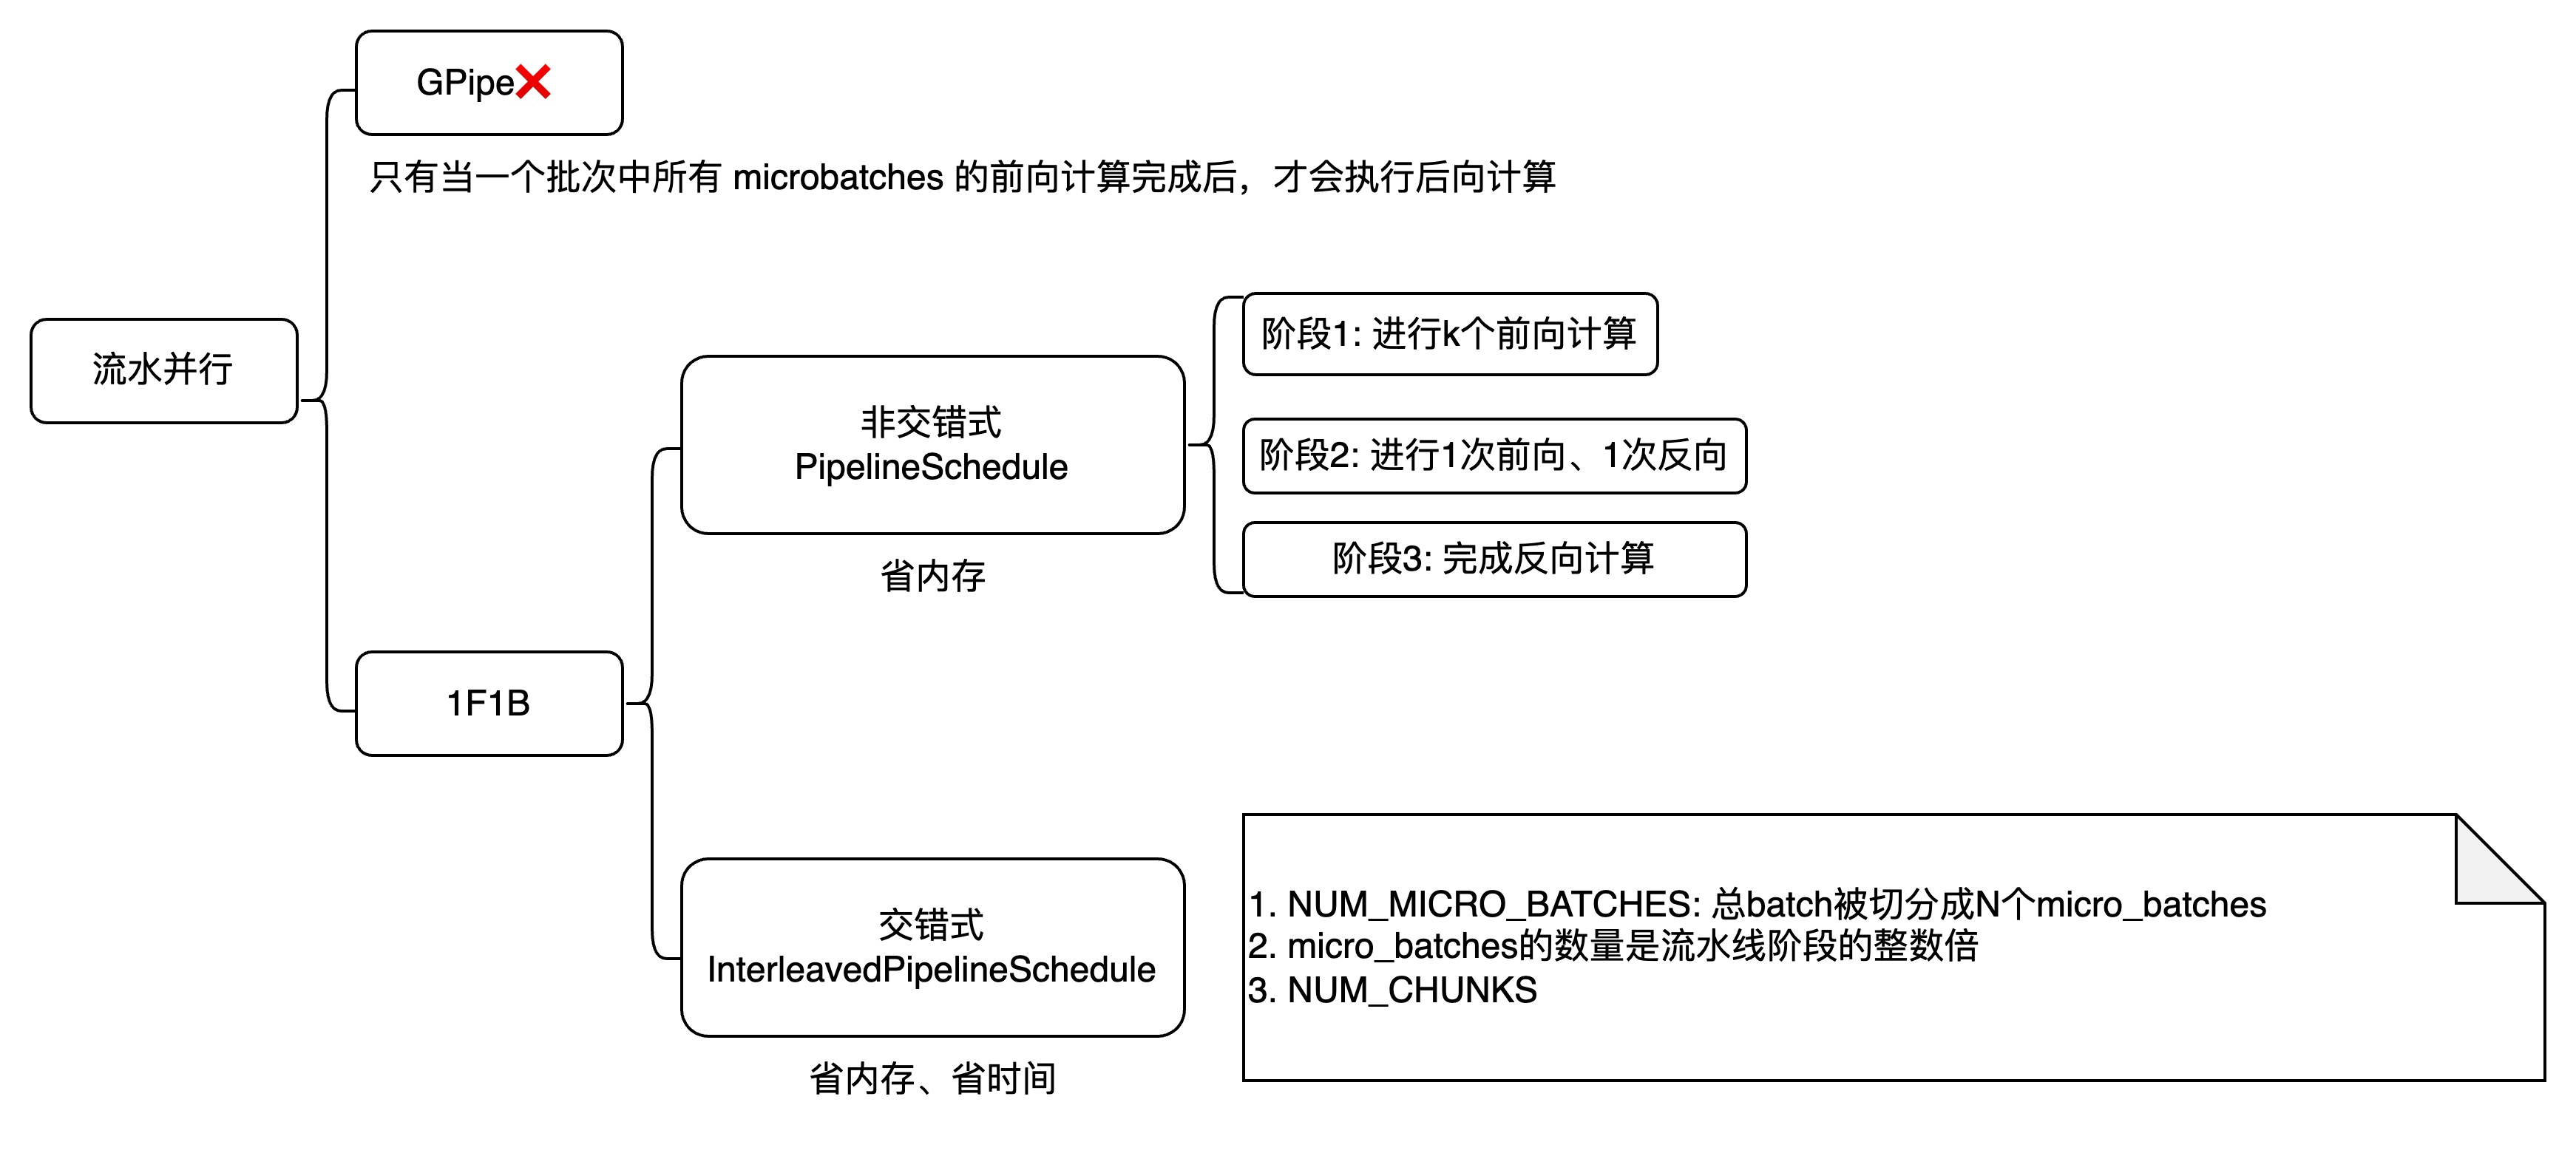 GPipe❌
只有当一个批次中所有 microbatches 的前向计算完成后，才会执行后向计算
流水并行
1F1B
非交错式
PipelineSchedule
省内存
阶段1: 进行k个前向计算
阶段2: 进行1次前向、1次反向
阶段3: 完成反向计算
交错式
InterleavedPipelineSchedule
省内存、省时间
1. NUM_MICRO_BATCHES: 总batch被切分成N个micro_batches
2. micro_batches的数量是流水线阶段的整数倍
3. NUM_CHUNKS